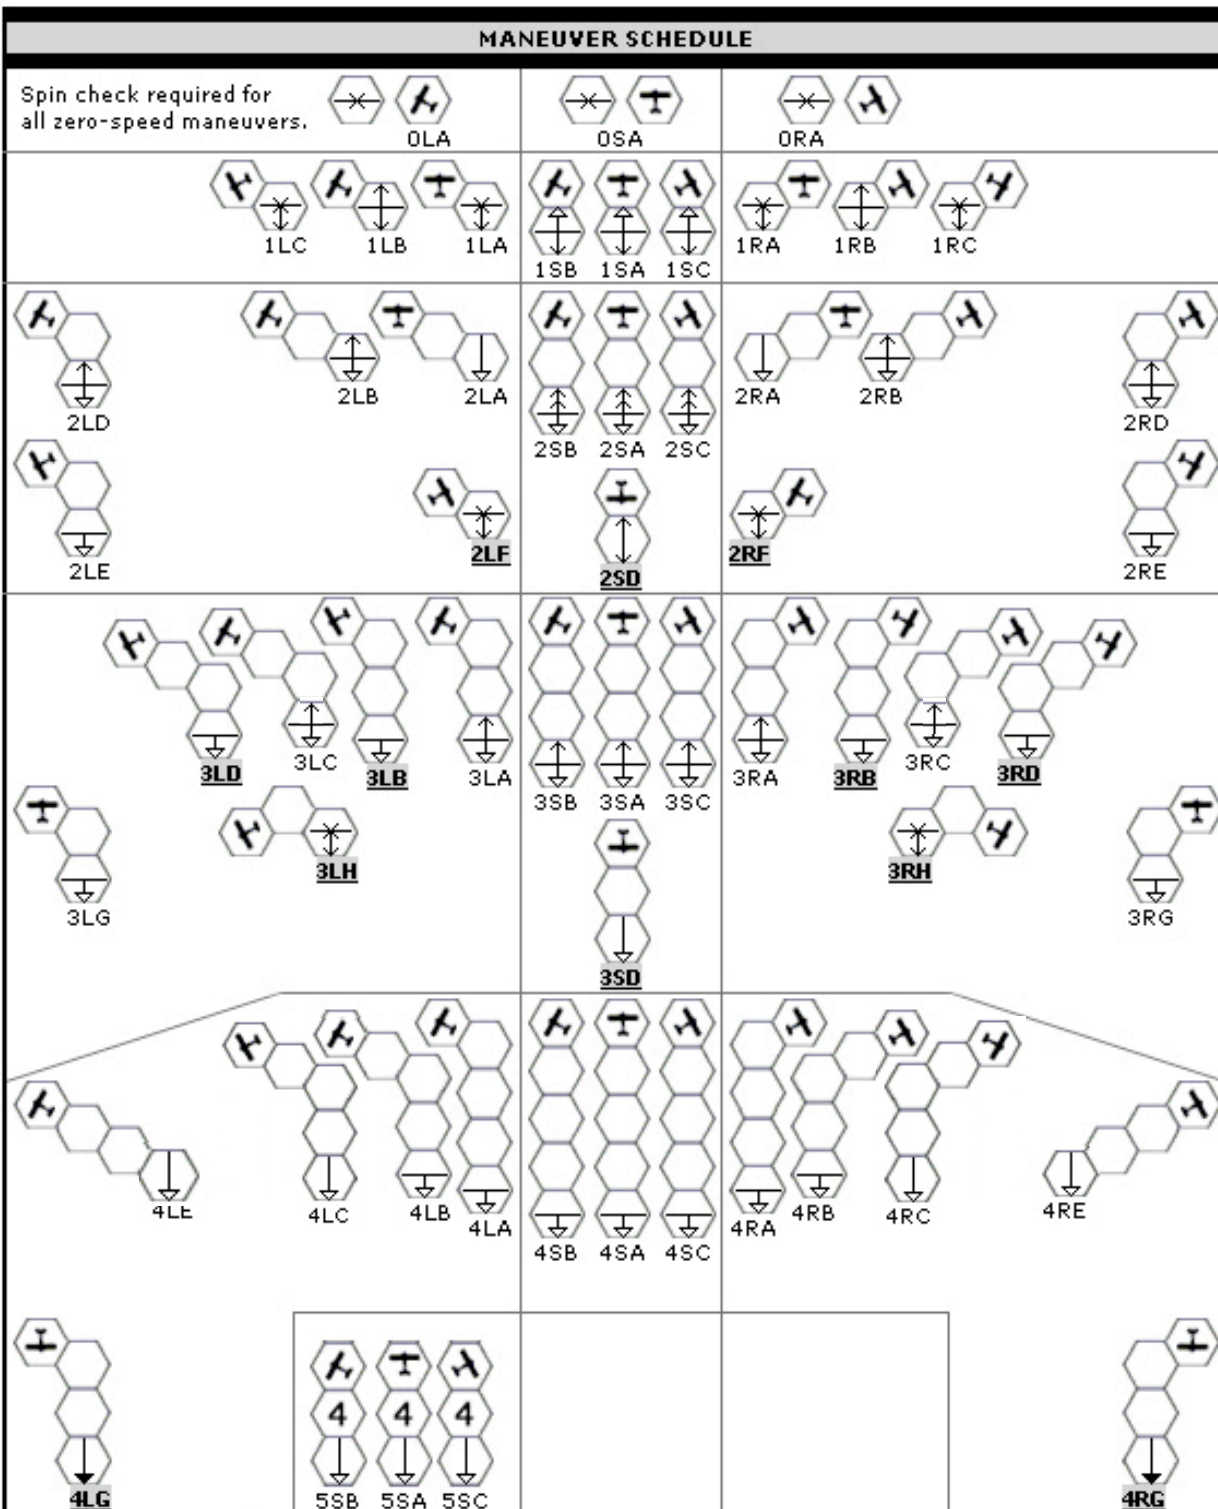 MANEUVER SCHEDULE
Spin check required for
all zero-speed maneuvers.
0LA
0SA
0RA
1LC 1LB 1LA
1SB 1SA 1SC
1RA 1RB 1RC
2LD
2LB 2LA
2SB 2SA 2SC
2RA 2RB
2RD
2LE
2LF
2SD
2RF
2RE
3LD 3LC 3LB 3LA
3SB 3SA 3SC
3RA 3RB 3RC 3RD
3LG
3LH
3SD
3RH
3RG
4LE
4LC 4LB 4LA
4SB 4SA 4SC
4RA 4RB 4RC
4RE
4 4 4
4LG
5SB 5SA 5SC
4RG